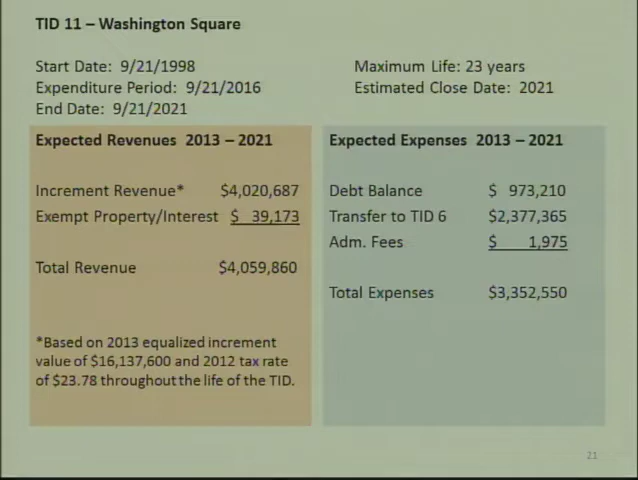 TID 11 – Washington Square
Start Date: 9/21/1998
Expenditure Period: 9/21/2016
End Date: 9/21/2021
Maximum Life: 23 years
Estimated Close Date: 2021
Expected Revenues 2013 – 2021
Increment Revenue* $4,020,687
Exempt Property/Interest $ 39,173
Total Revenue $4,059,860
*Based on 2013 equalized increment
value of $16,137,600 and 2012 tax rate
of $23.78 throughout the life of the TID.
Expected Expenses 2013 – 2021
Debt Balance $ 973,210
Transfer to TID 6 $2,377,365
Adm. Fees $ 1,975
Total Expenses $3,352,550
21